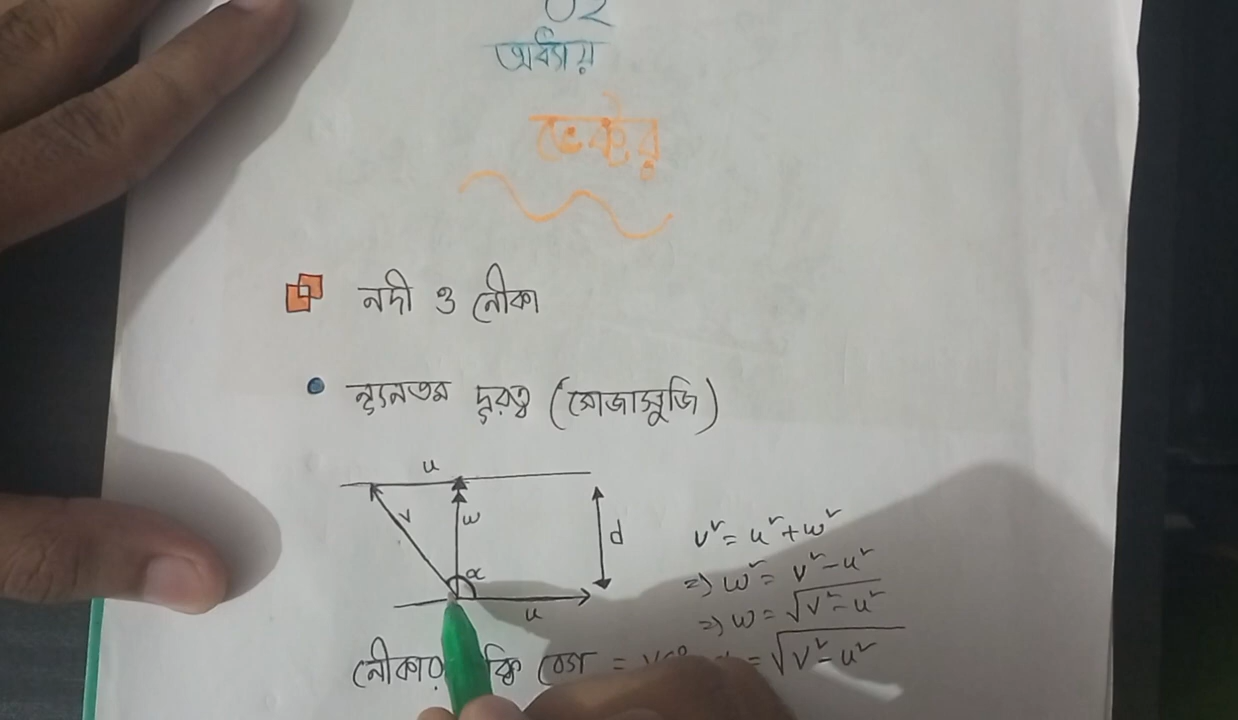 02
অধ্যায়
ভেক্টর
নদী ও নৌকা
ন্যূনতম দূরত্ব (সোজাসুজি)
u
v
w
d
α
u
v² = u² + w²
=> w² = v² - u²
=> w = √v² - u²
নৌকার বেগ = = √v² - u²